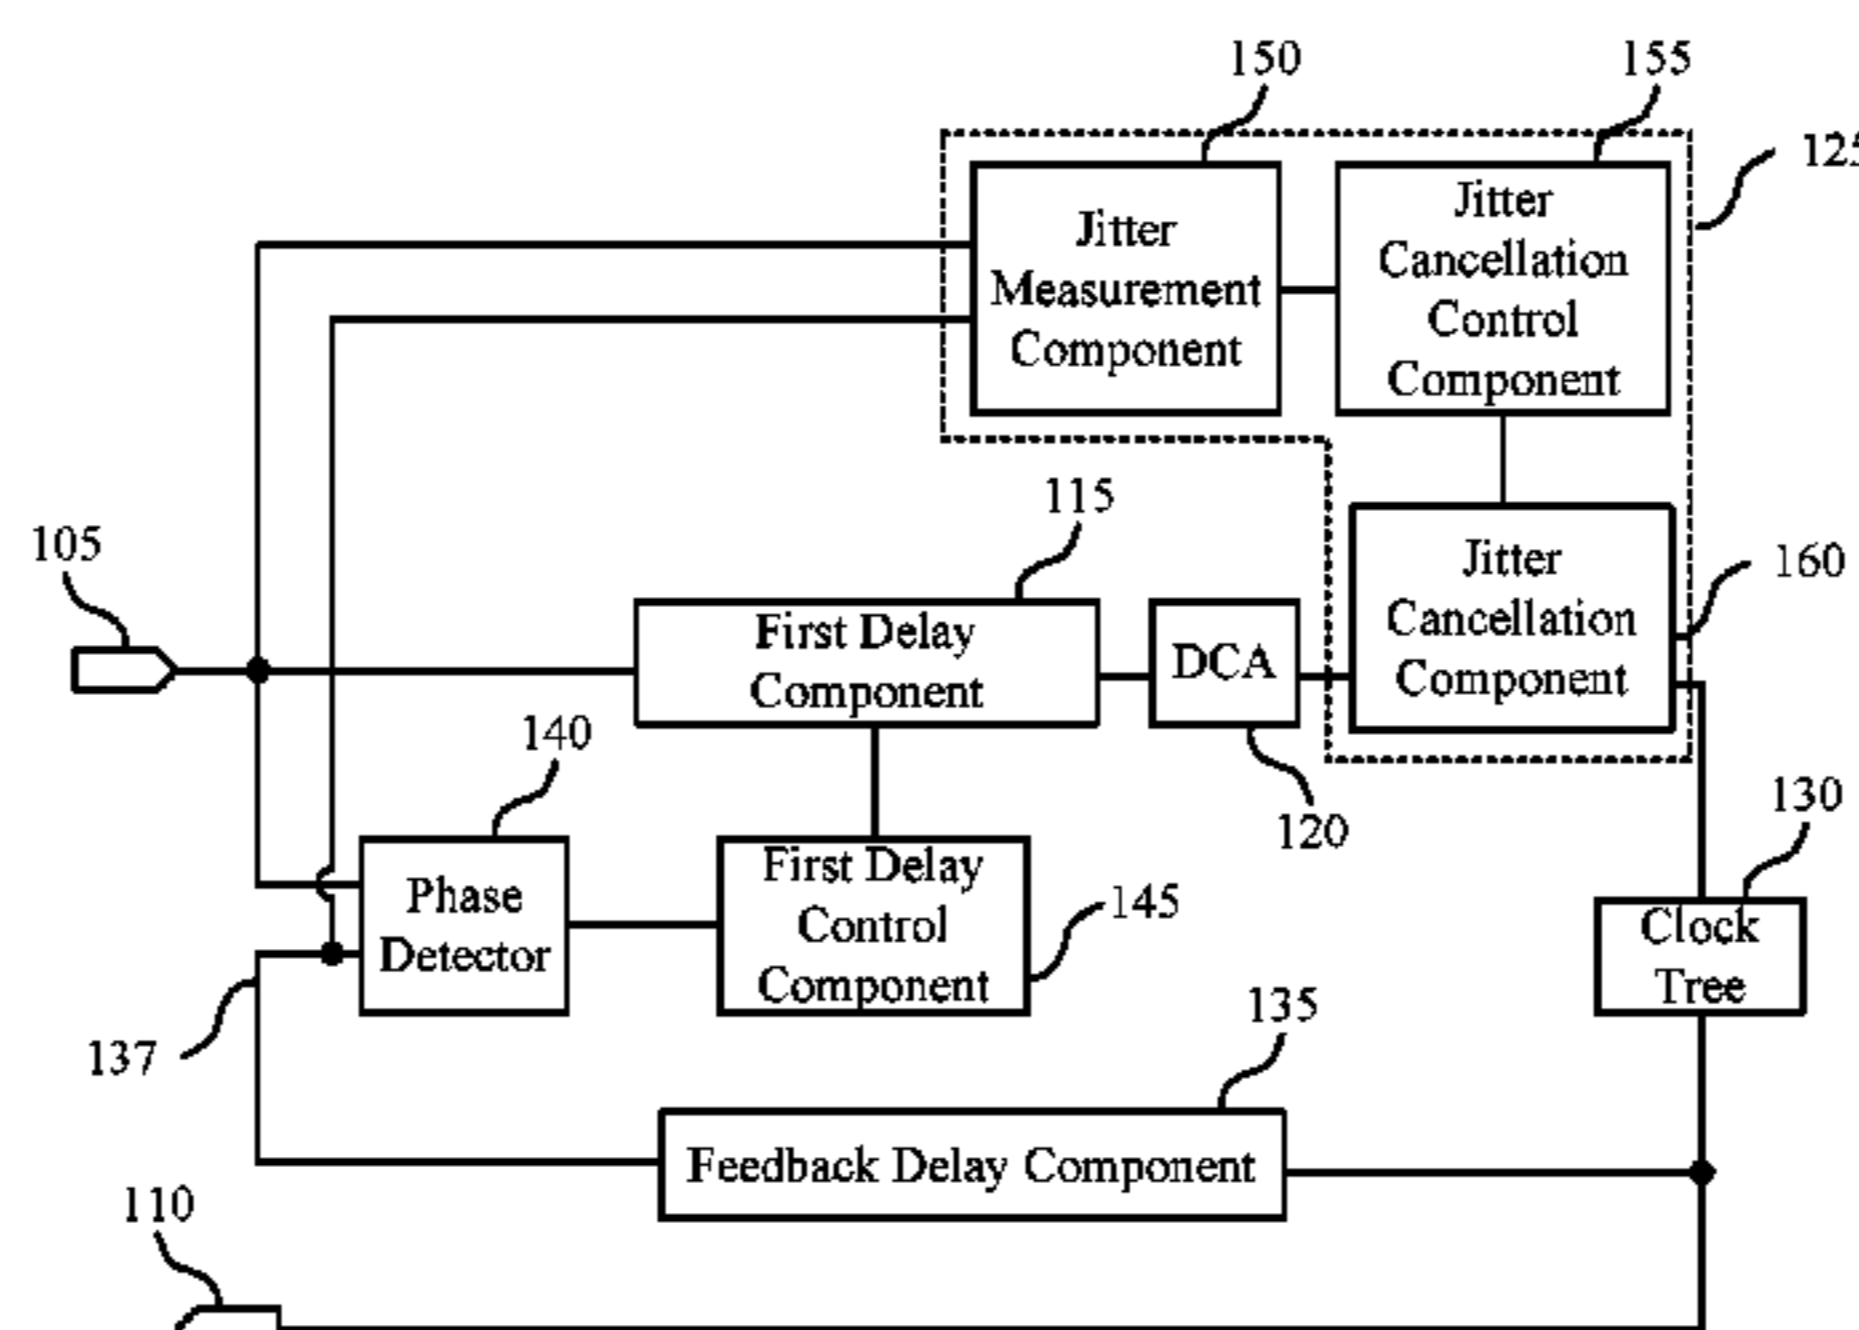 150
155
125
Jitter
Measurement
Component
Jitter
Cancellation
Control
Component
115
105
First Delay
Component
DCA
Jitter
Cancellation
Component
160
140
120
130
Phase
Detector
First Delay
Control
Component
145
Clock
Tree
137
135
Feedback Delay Component
110